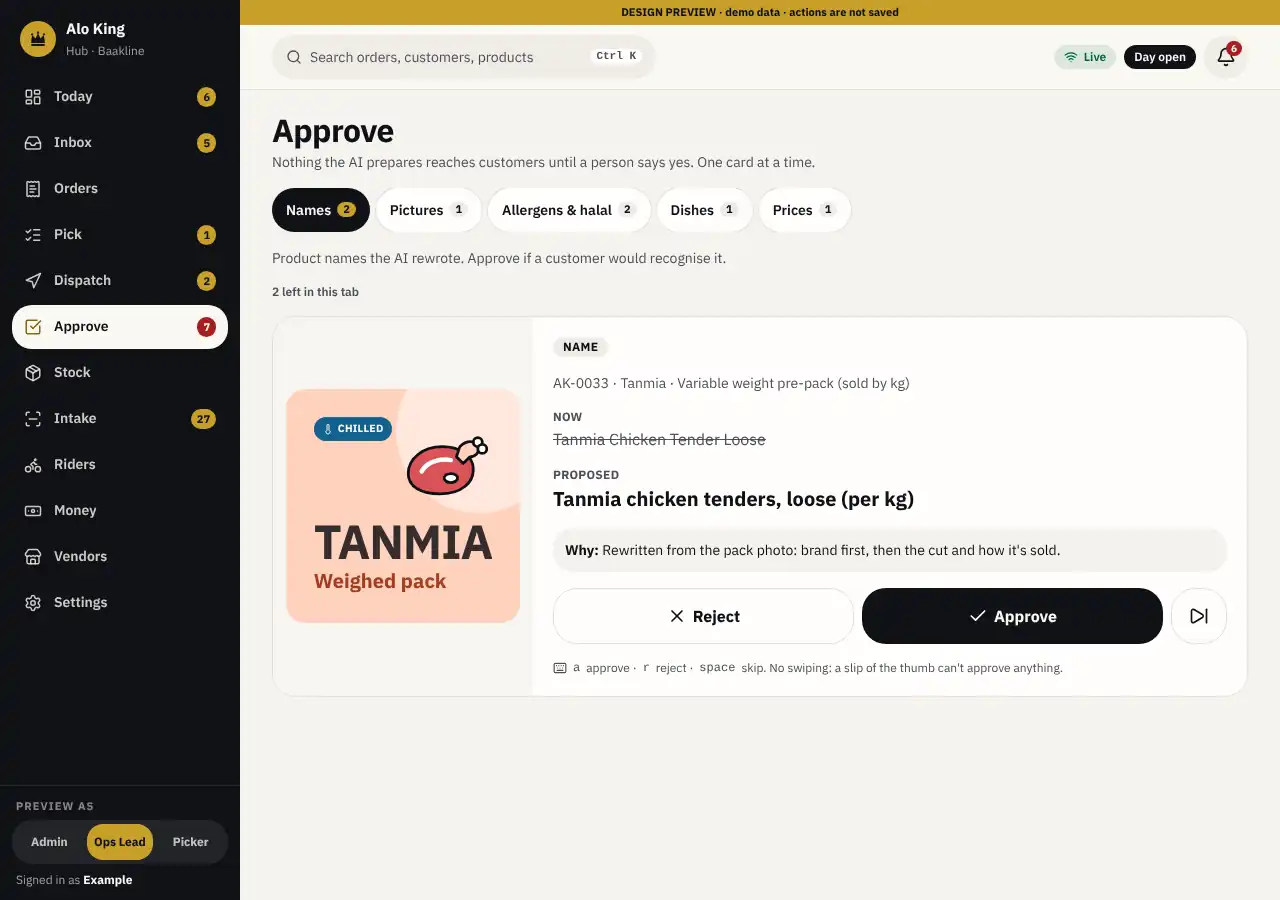 DESIGN PREVIEW · demo data · actions are not saved
Alo King
Hub · Baakline
Today 6
Inbox 5
Orders
Pick 1
Dispatch 2
Approve 7
Stock
Intake 27
Riders
Money
Vendors
Settings
PREVIEW AS
Admin Ops Lead Picker
Signed in as Example
Search orders, customers, products Ctrl K
Live Day open 6
Approve
Nothing the AI prepares reaches customers until a person says yes. One card at a time.
Names 2 Pictures 1 Allergens & halal 2 Dishes 1 Prices 1
Product names the AI rewrote. Approve if a customer would recognise it.
2 left in this tab
CHILLED
TANMIA
Weighed pack
NAME
AK-0033 · Tanmia · Variable weight pre-pack (sold by kg)
NOW
Tanmia Chicken Tender Loose
PROPOSED
Tanmia chicken tenders, loose (per kg)
Why: Rewritten from the pack photo: brand first, then the cut and how it's sold.
Reject Approve
a approve · r reject · space skip. No swiping: a slip of the thumb can't approve anything.